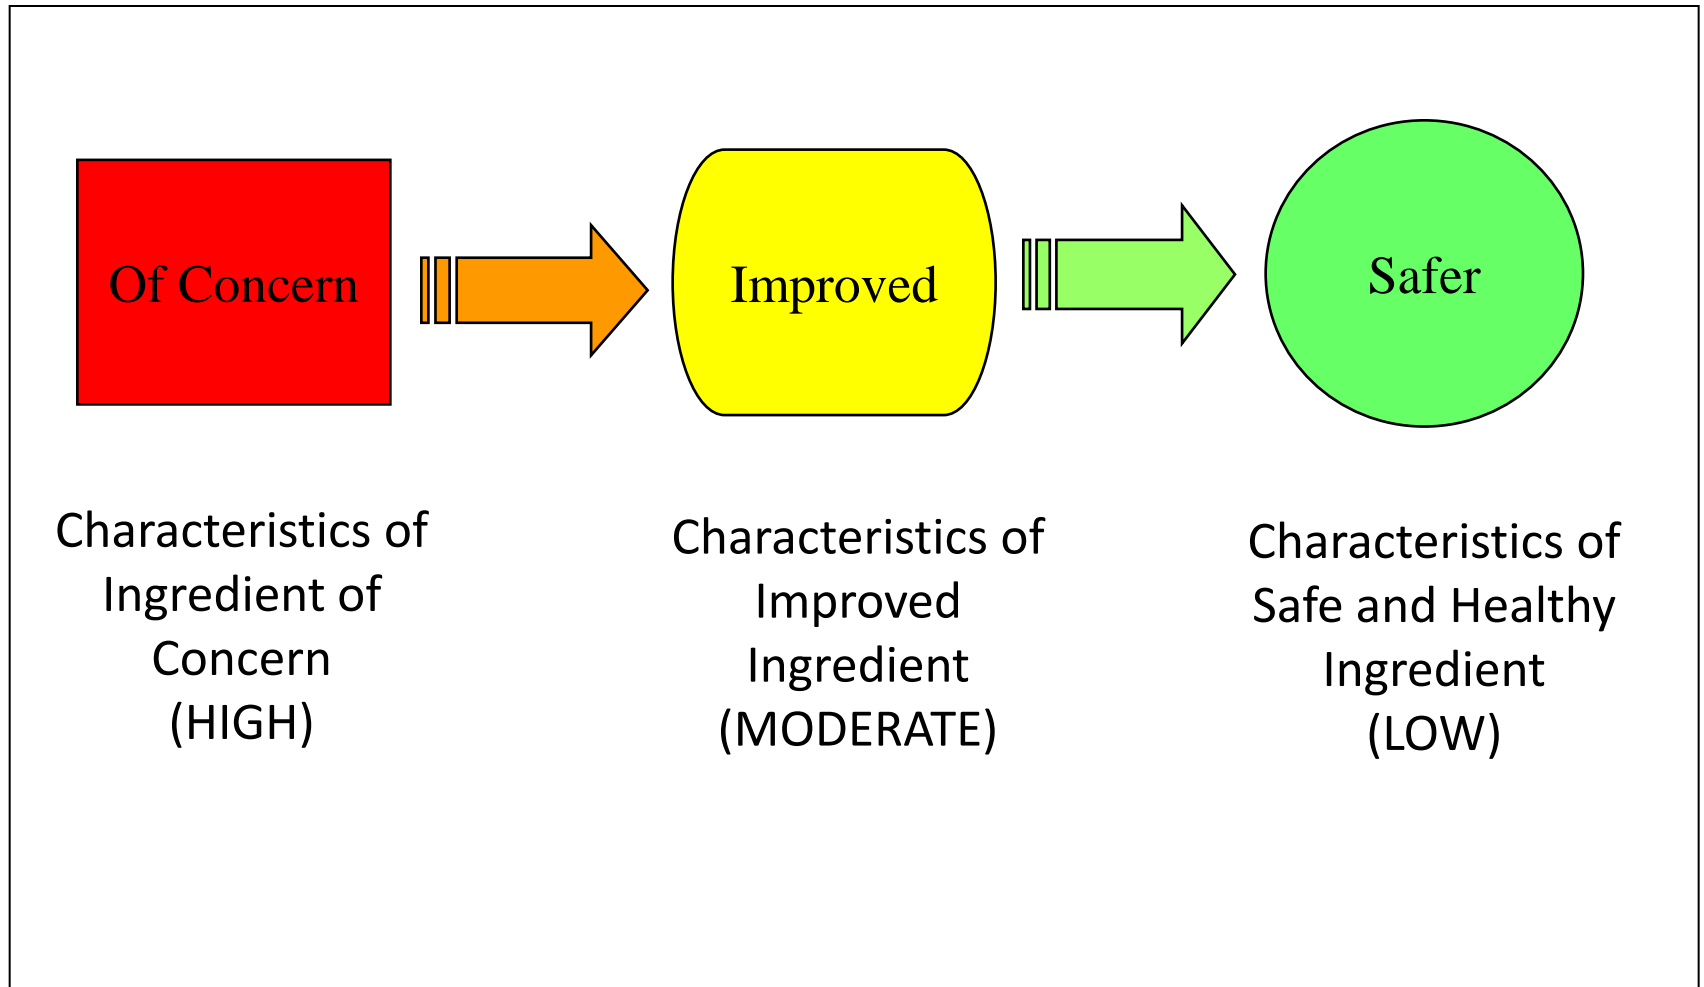 Of Concern
Improved
Safer
Characteristics of
Ingredient of
Concern
(HIGH)
Characteristics of
Improved
Ingredient
(MODERATE)
Characteristics of
Safe and Healthy
Ingredient
(LOW)